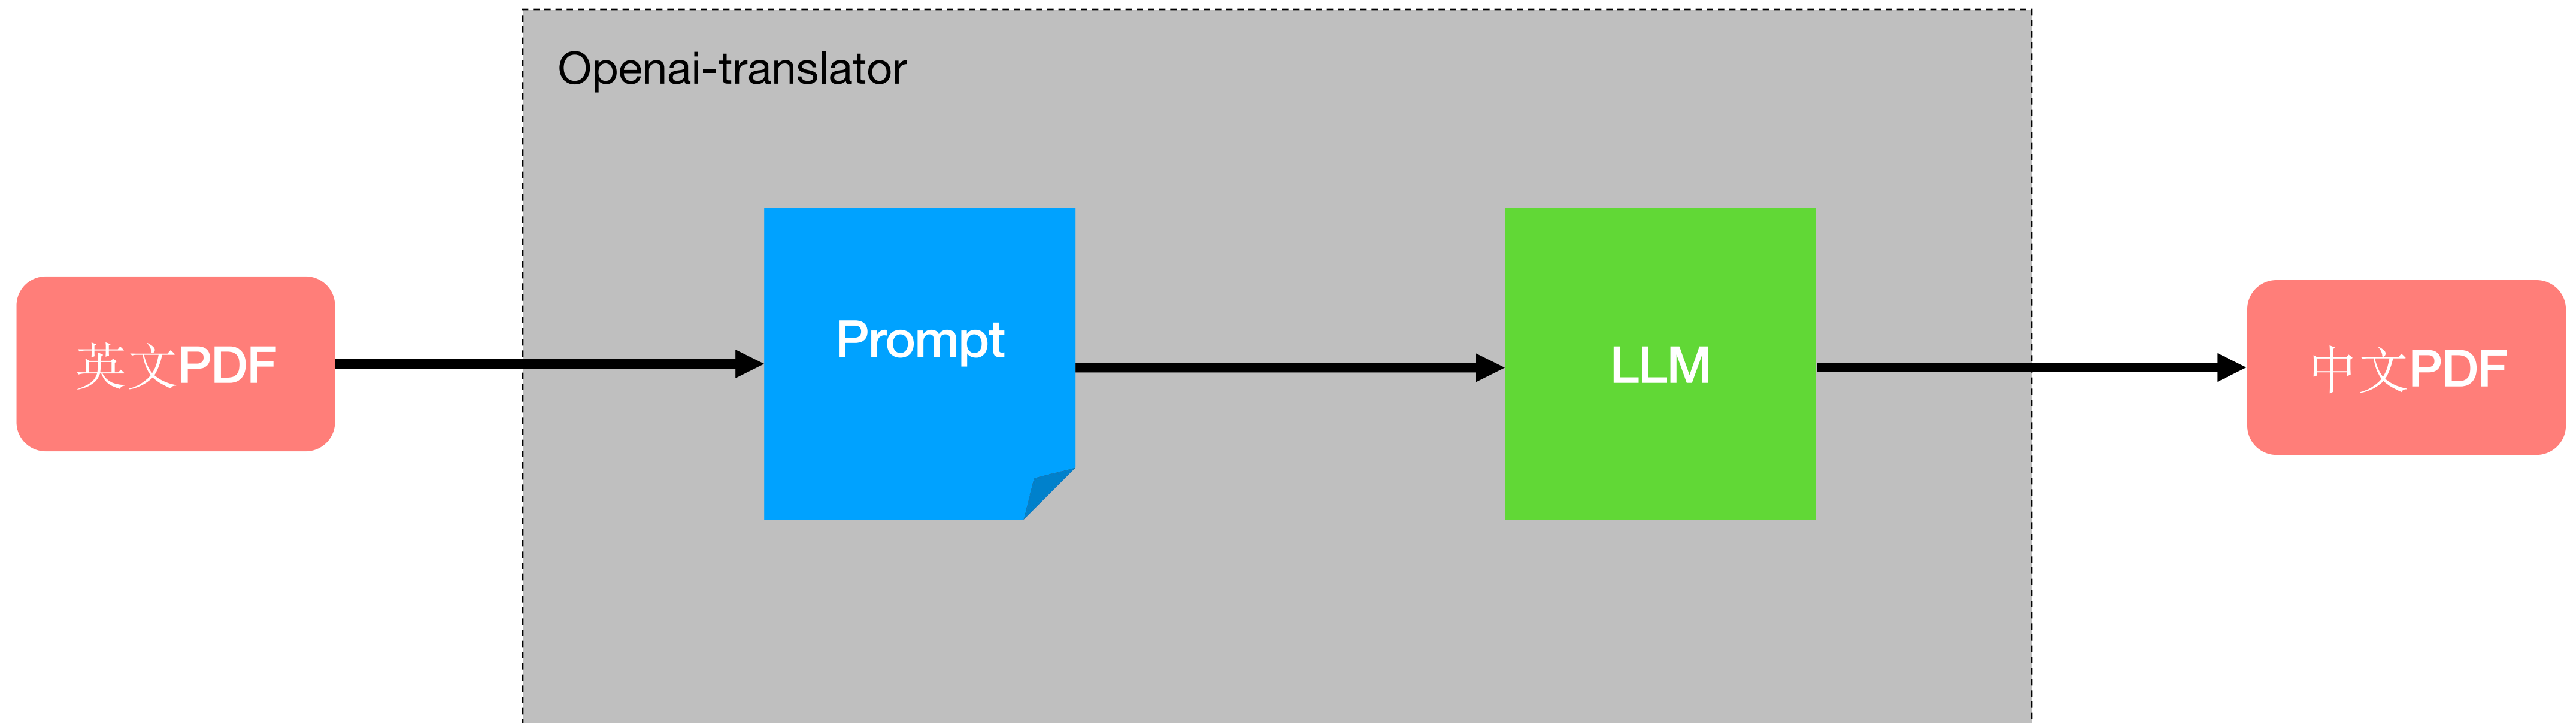 Openai-translator
英文PDF
Prompt
LLM
中文PDF